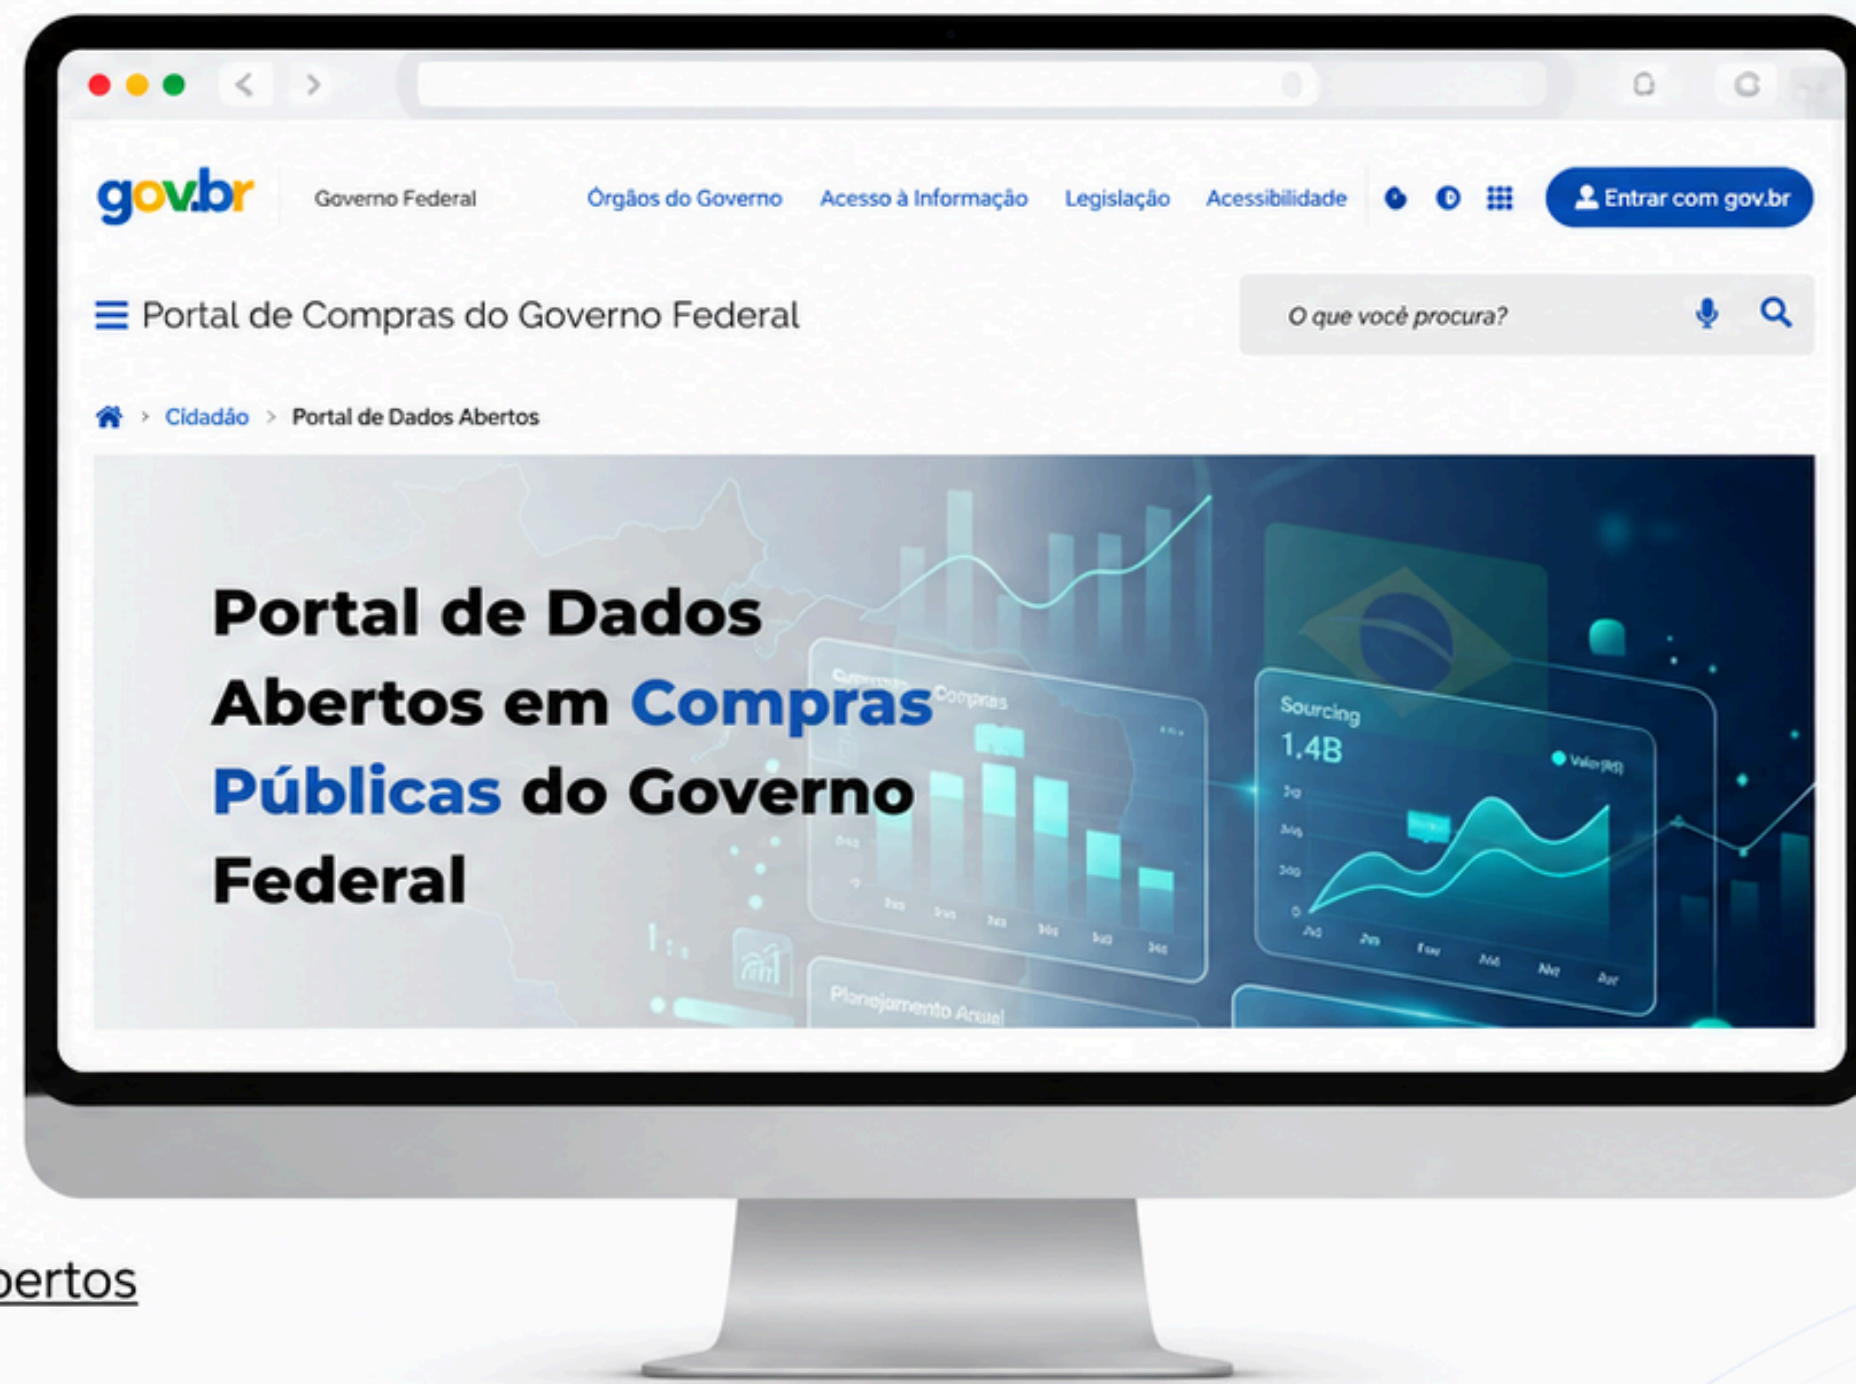 gov.br
Governo Federal
Órgãos do Governo
Acesso à Informação
Legislação
Acessibilidade
Entrar com gov.br
Portal de Compras do Governo Federal
O que você procura?
Cidadão > Portal de Dados Abertos
Portal de Dados
Abertos em Compras
Públicas do Governo
Federal
Compras
Sourcing
1.4B
Valor(R$)
Planejamento Anual
bertos